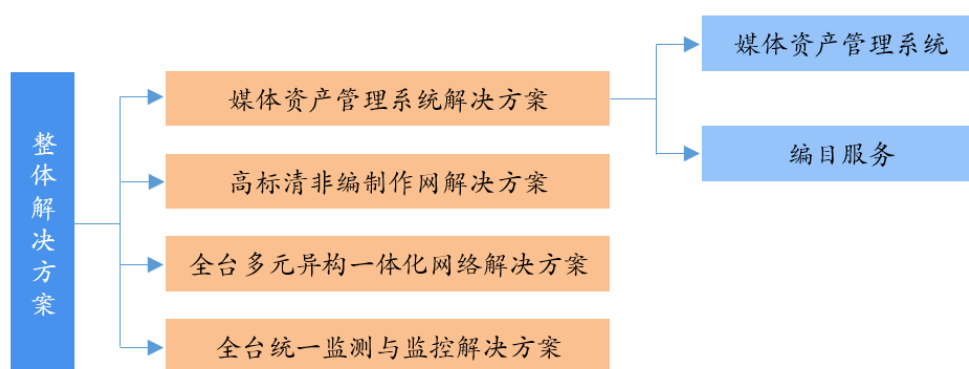 整体解决方案
媒体资产管理系统解决方案
高标清非编制作网解决方案
全台多元异构一体化网络解决方案
全台统一监测与监控解决方案
媒体资产管理系统
编目服务